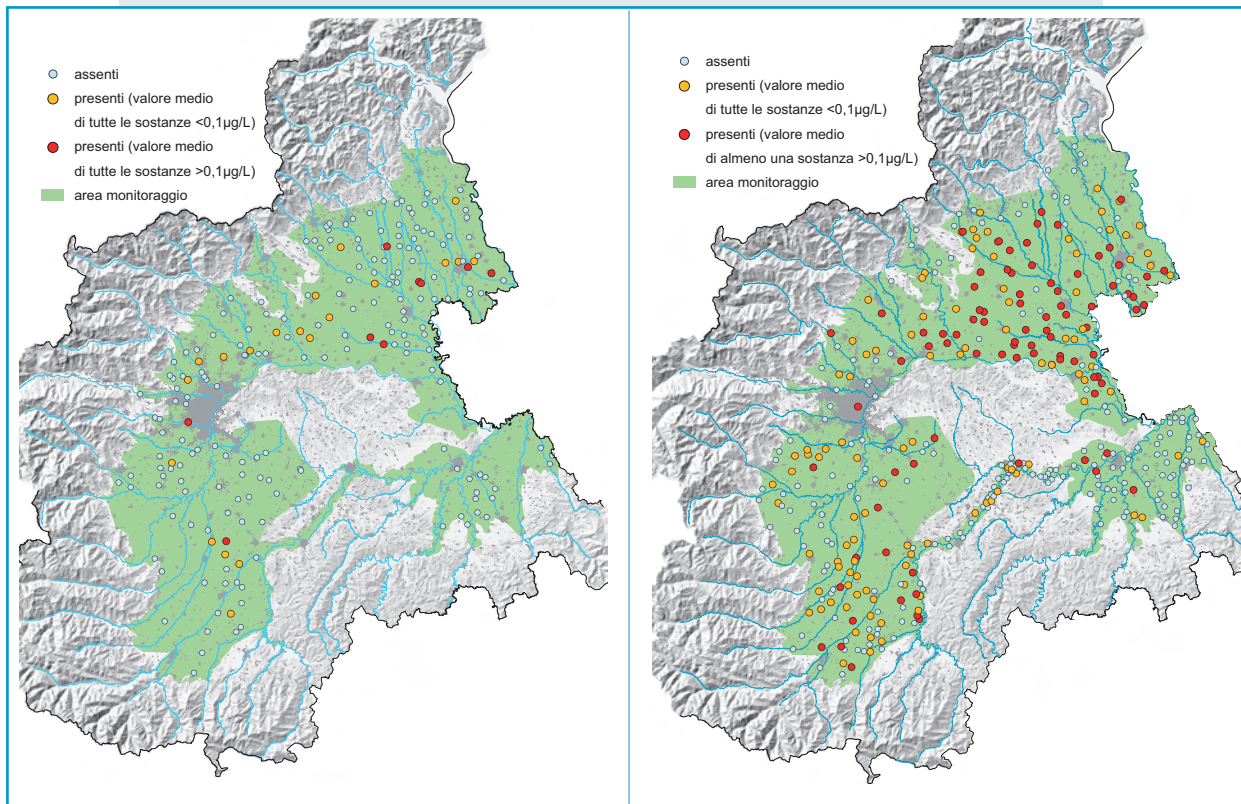 assenti
presenti (valore medio
di tutte le sostanze <0,1µg/L)
presenti (valore medio
di tutte le sostanze >0,1µg/L)
area monitoraggio
assenti
presenti (valore medio
di tutte le sostanze <0,1µg/L)
presenti (valore medio
di almeno una sostanza >0,1µg/L)
area monitoraggio